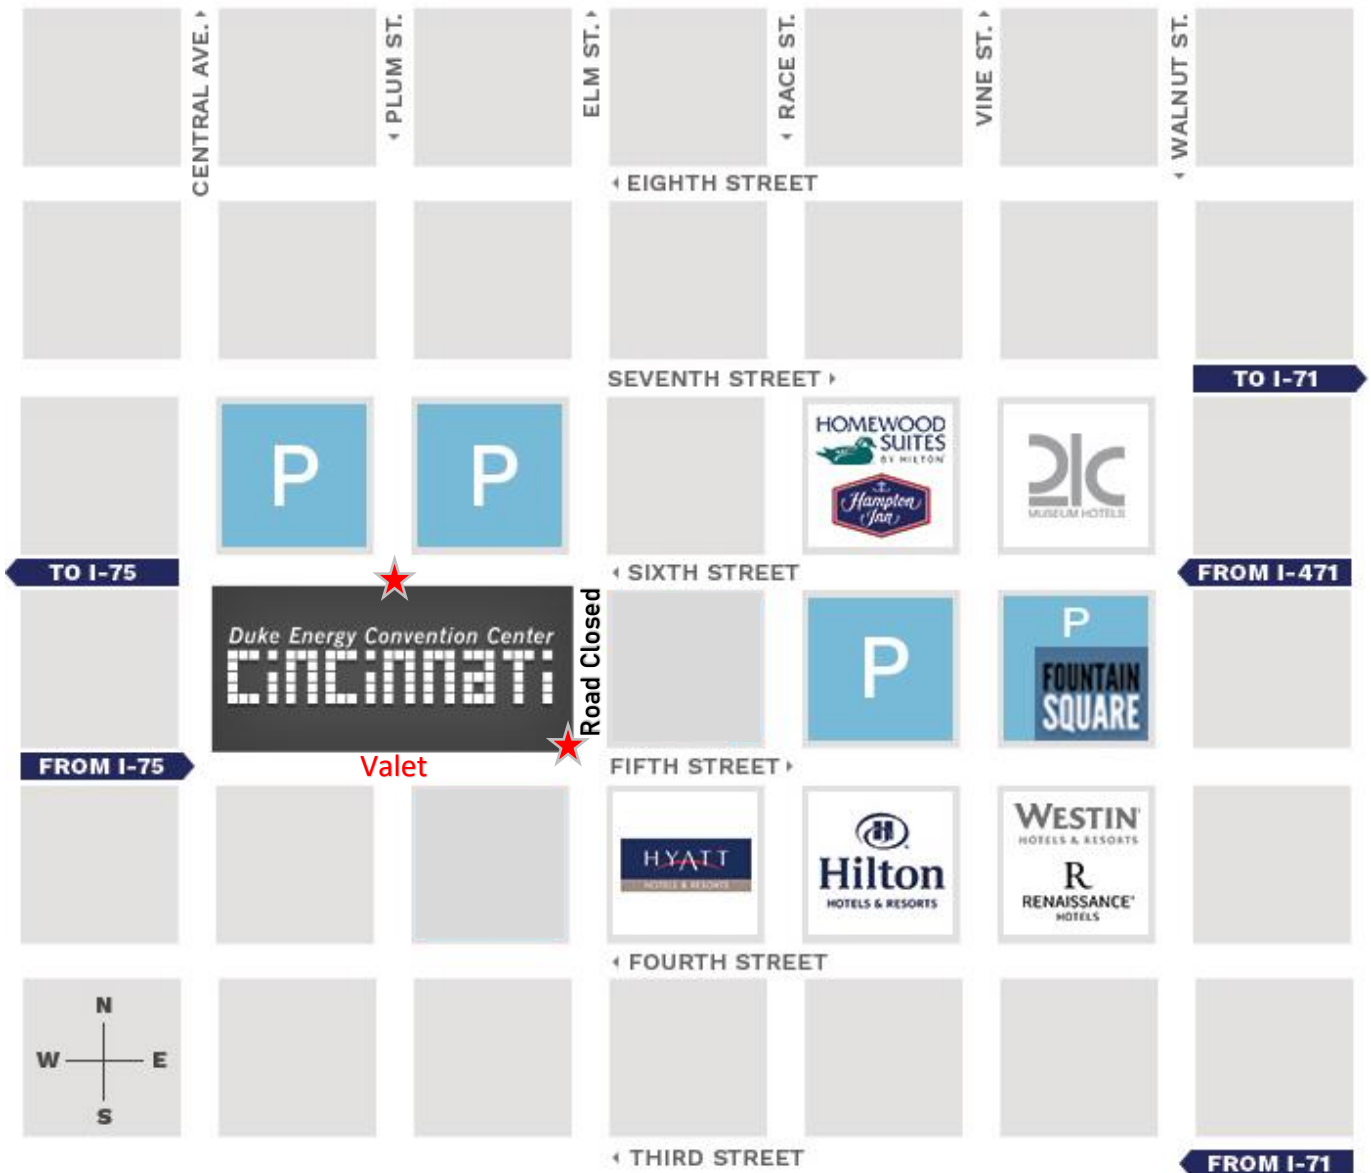 CENTRAL AVE.
PLUM ST.
ELM ST.
RACE ST.
VINE ST.
WALNUT ST.
EIGHTH STREET
SEVENTH STREET
TO I-71
P
P
HOMEWOOD
SUITES
BY HILTON
Hampton
Inn
21c
MUSEUM HOTELS
TO I-75
SIXTH STREET
FROM I-471
Duke Energy Convention Center
cincinnati
Road Closed
P
P
FOUNTAIN
SQUARE
FROM I-75
Valet
FIFTH STREET
HYATT
HOTELS & RESORTS
Hilton
HOTELS & RESORTS
WESTIN
HOTELS & RESORTS
R
RENAISSANCE
HOTELS
FOURTH STREET
N
W E
S
THIRD STREET
FROM I-71